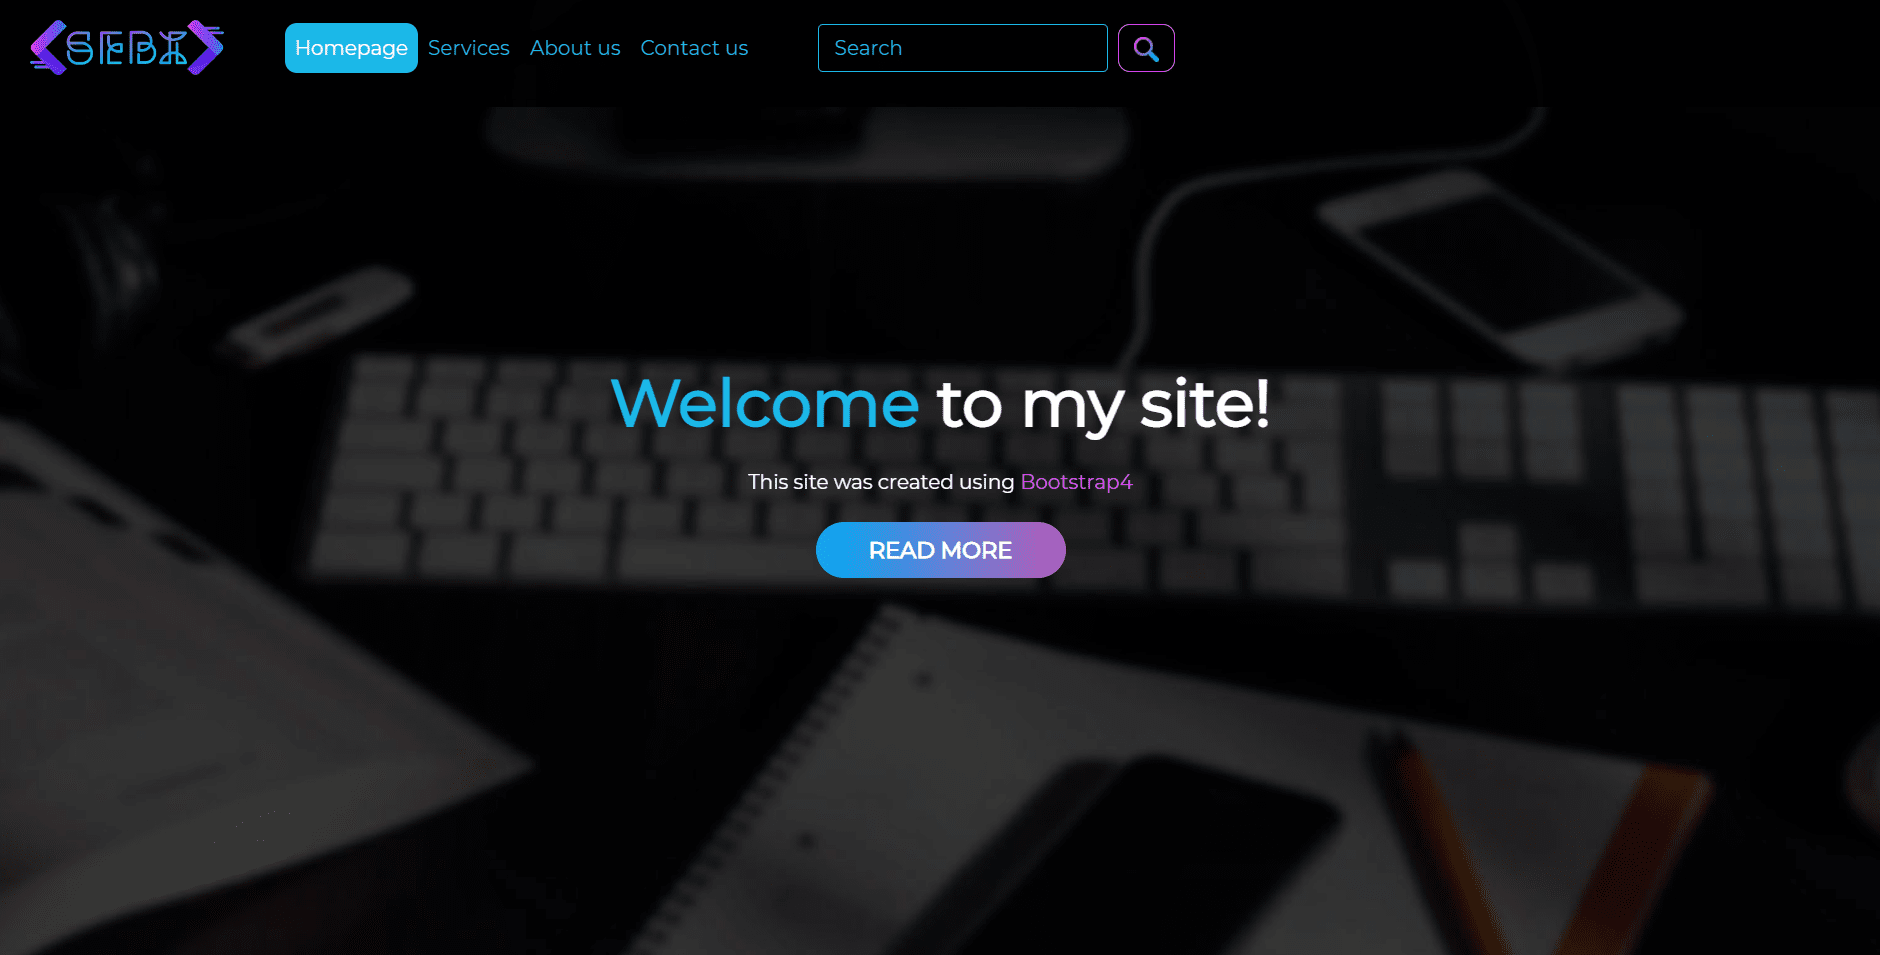 SEBI
Homepage Services About us Contact us Search
Welcome to my site!
This site was created using Bootstrap4
READ MORE